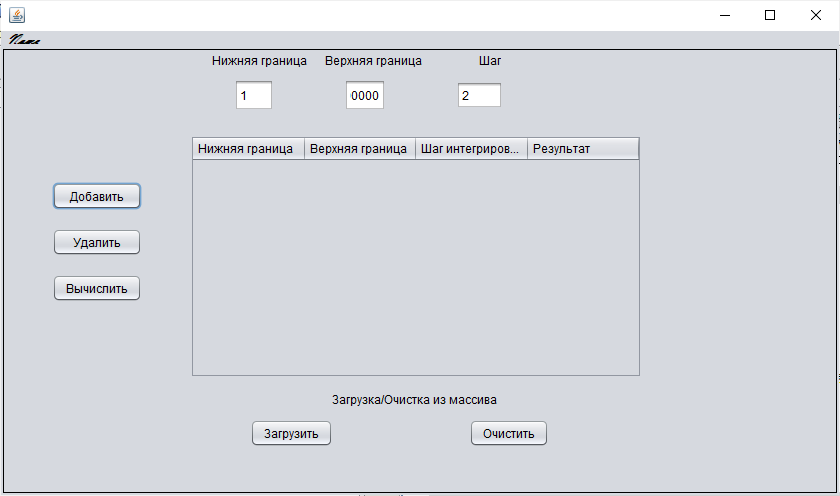 Name
Нижняя граница Верхняя граница Шаг
1 0000 2
Нижняя граница Верхняя граница Шаг интегриров... Результат
Добавить
Удалить
Вычислить
Загрузка/Очистка из массива
Загрузить Очистить